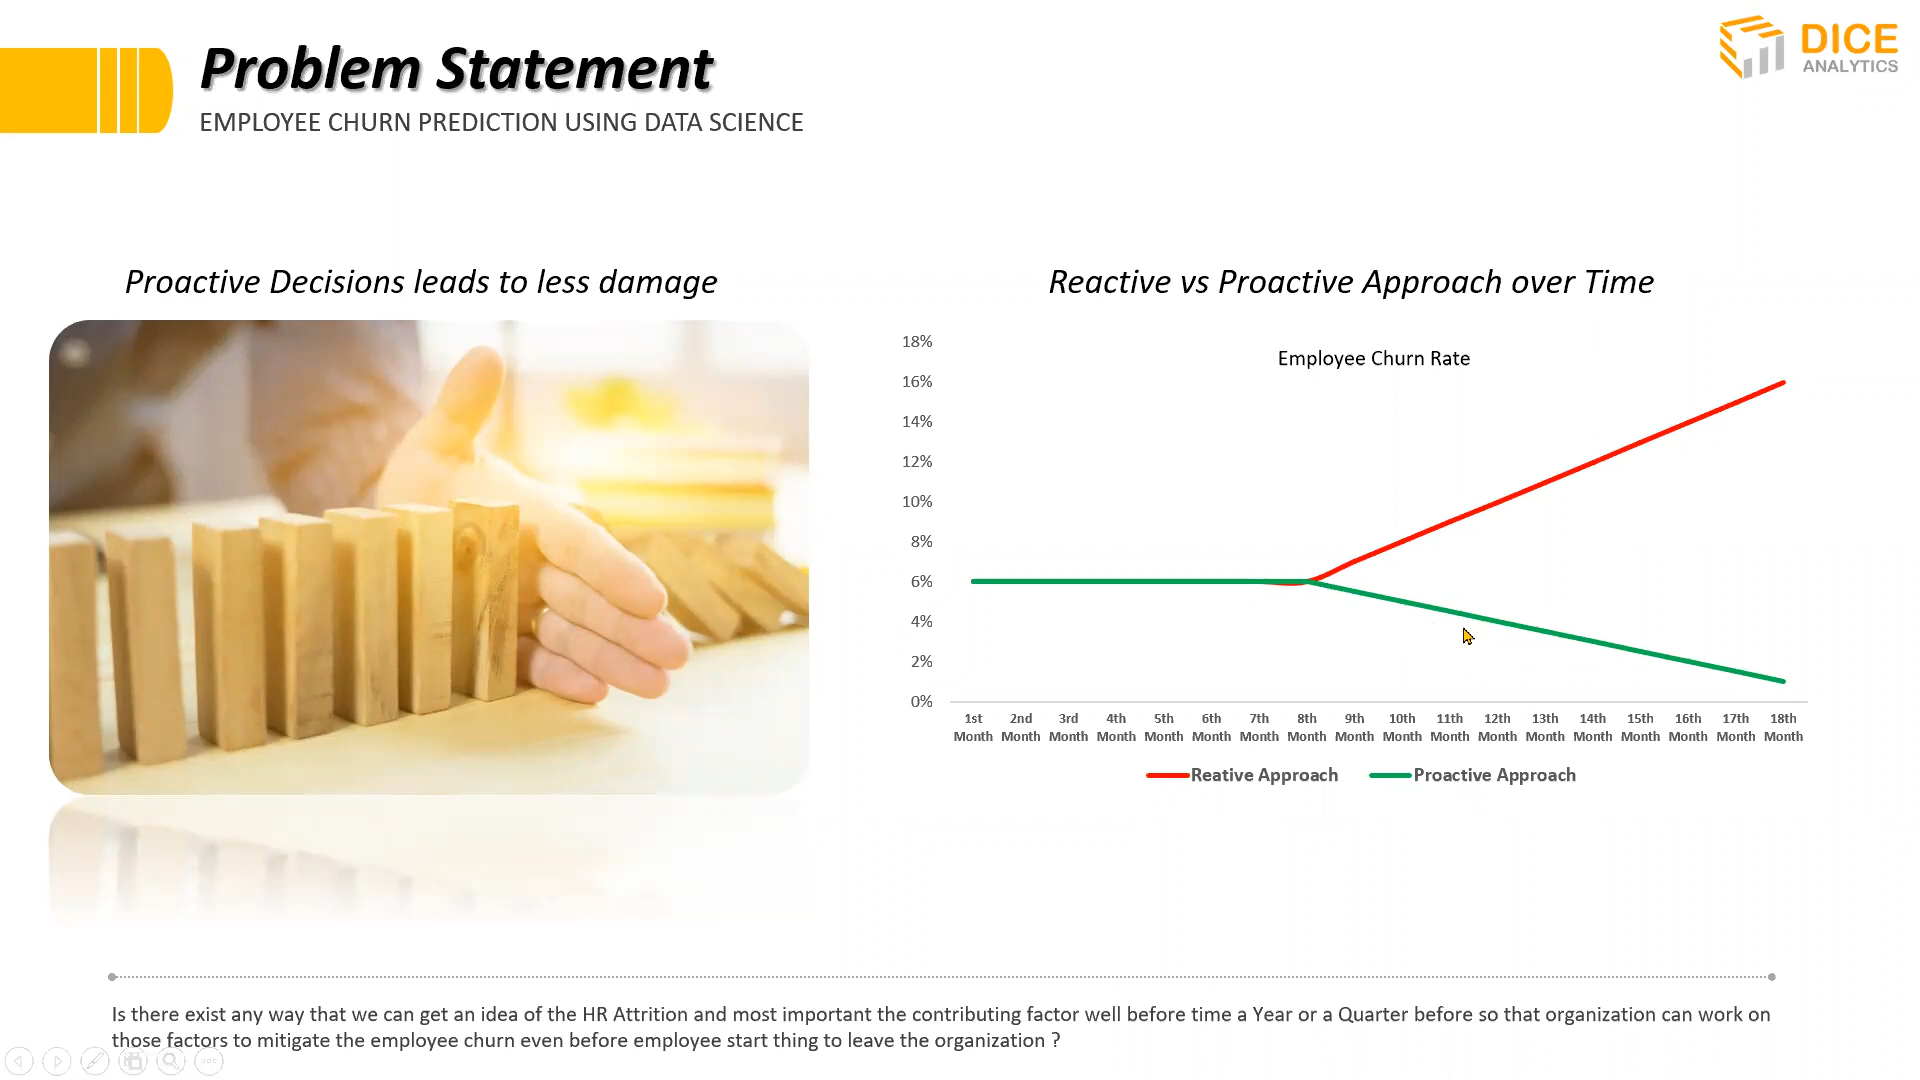 Problem Statement
EMPLOYEE CHURN PREDICTION USING DATA SCIENCE
DICE
ANALYTICS
Proactive Decisions leads to less damage
Reactive vs Proactive Approach over Time
Employee Churn Rate
18%
16%
14%
12%
10%
8%
6%
4%
2%
0%
1st Month
2nd Month
3rd Month
4th Month
5th Month
6th Month
7th Month
8th Month
9th Month
10th Month
11th Month
12th Month
13th Month
14th Month
15th Month
16th Month
17th Month
18th Month
Reative Approach
Proactive Approach
Is there exist any way that we can get an idea of the HR Attrition and most important the contributing factor well before time a Year or a Quarter before so that organization can work on
those factors to mitigate the employee churn even before employee start thing to leave the organization ?